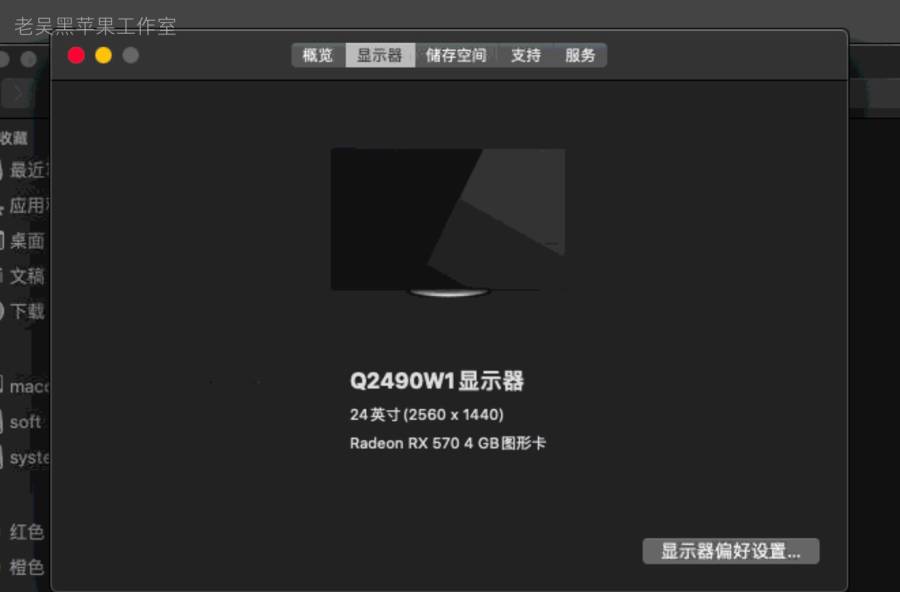 老吴黑苹果工作室
概览 显示器 储存空间 支持 服务
收藏
最近
应用
桌面
文稿
下载
mac
soft
syste
红色
橙色
Q2490W1显示器
24英寸(2560 x 1440)
Radeon RX 570 4 GB图形卡
显示器偏好设置...